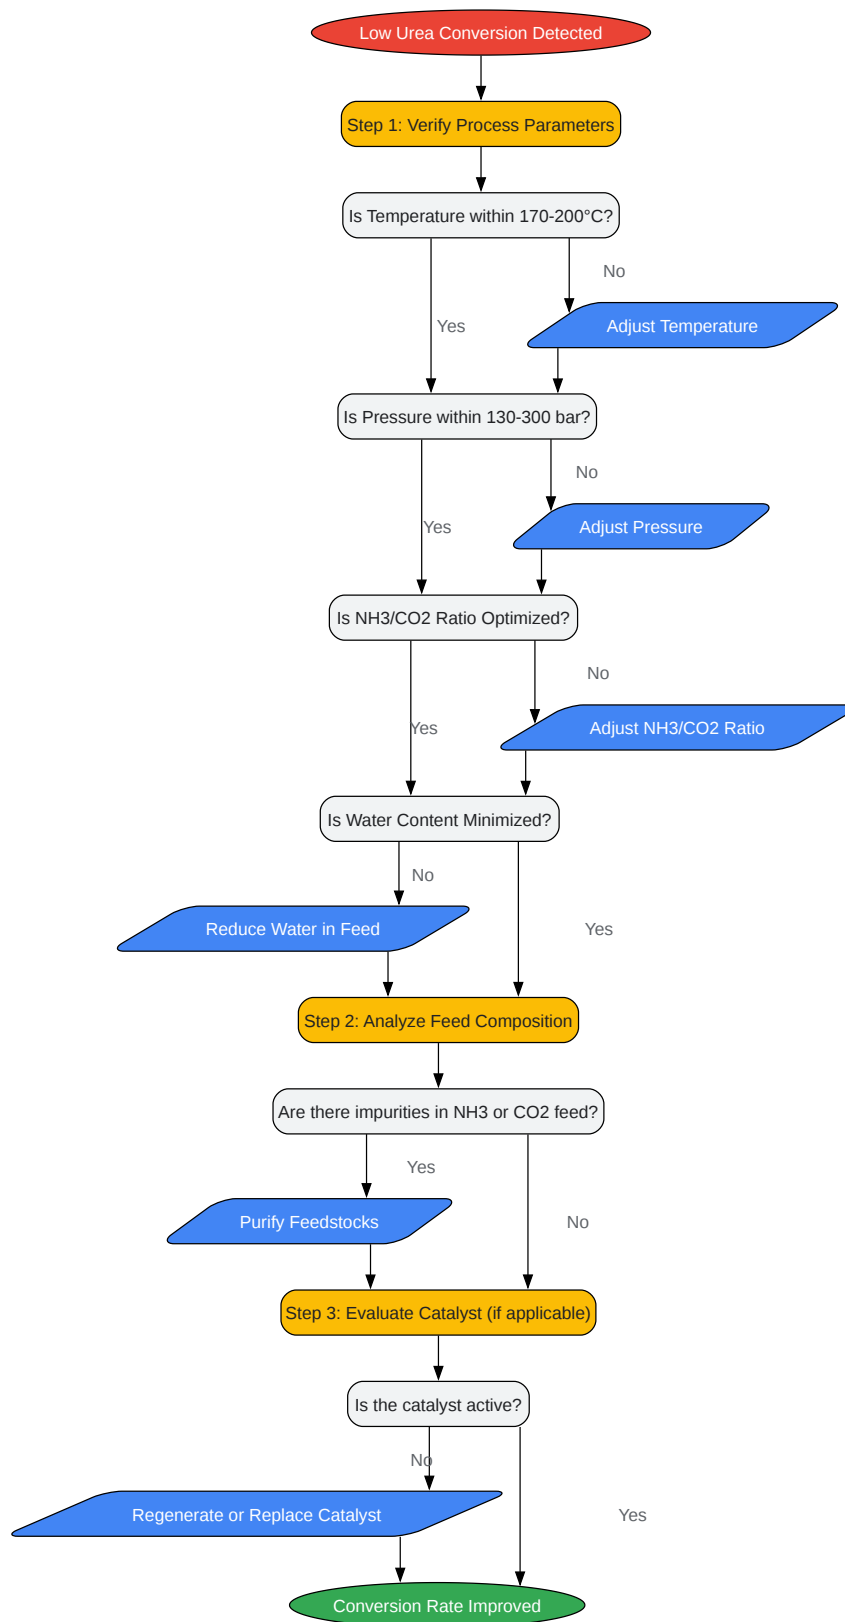 Low Urea Conversion Detected
Step 1: Verify Process Parameters
Is Temperature within 170-200°C?
No
Yes
Adjust Temperature
Is Pressure within 130-300 bar?
No
Yes
Adjust Pressure
Is NH3/CO2 Ratio Optimized?
No
Yes
Adjust NH3/CO2 Ratio
Is Water Content Minimized?
No
Reduce Water in Feed
Yes
Step 2: Analyze Feed Composition
Are there impurities in NH3 or CO2 feed?
Yes
Purify Feedstocks
No
Step 3: Evaluate Catalyst (if applicable)
Is the catalyst active?
No
Regenerate or Replace Catalyst
Yes
Conversion Rate Improved